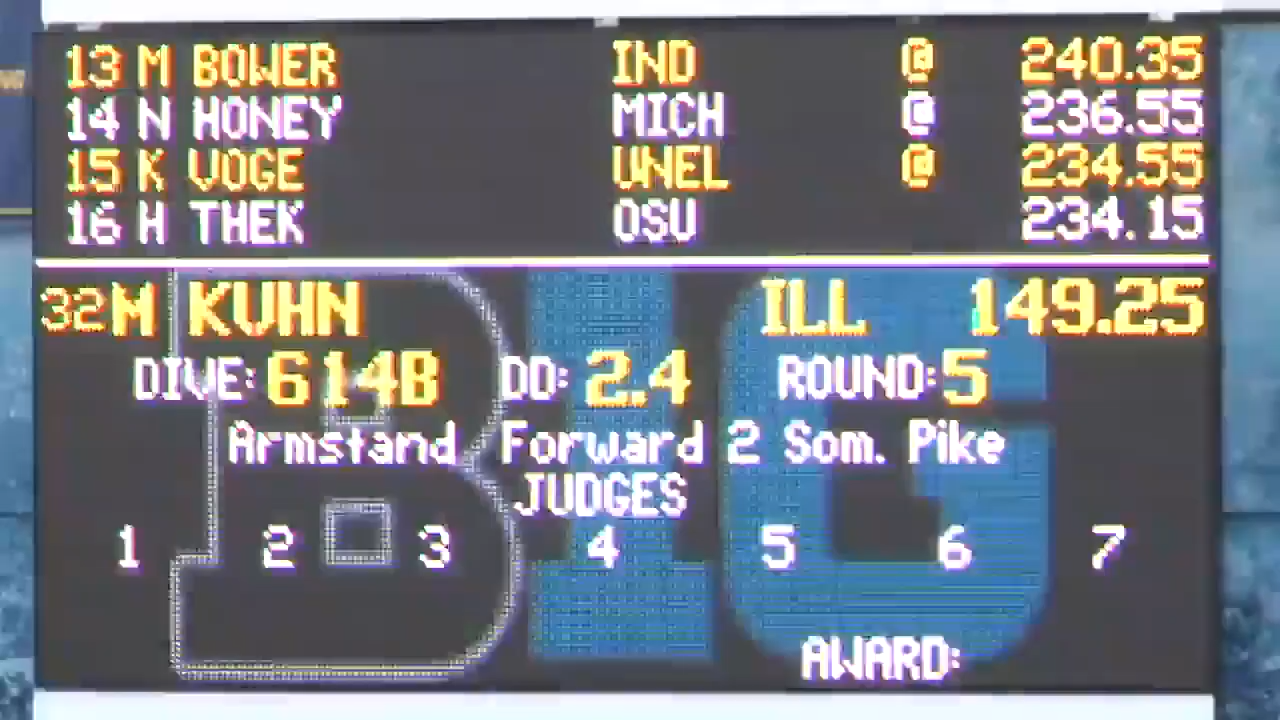 13 M BOWER IND @ 240.35
14 N HONEY MICH @ 236.55
15 K VOGE UNEL @ 234.55
16 H THEK OSU 234.15
32 M KUHN ILL 149.25
DIVE: 614B DD: 2.4 ROUND: 5
Armstand Forward 2 Som. Pike
JUDGES
1 2 3 4 5 6 7
AWARD:
B1G